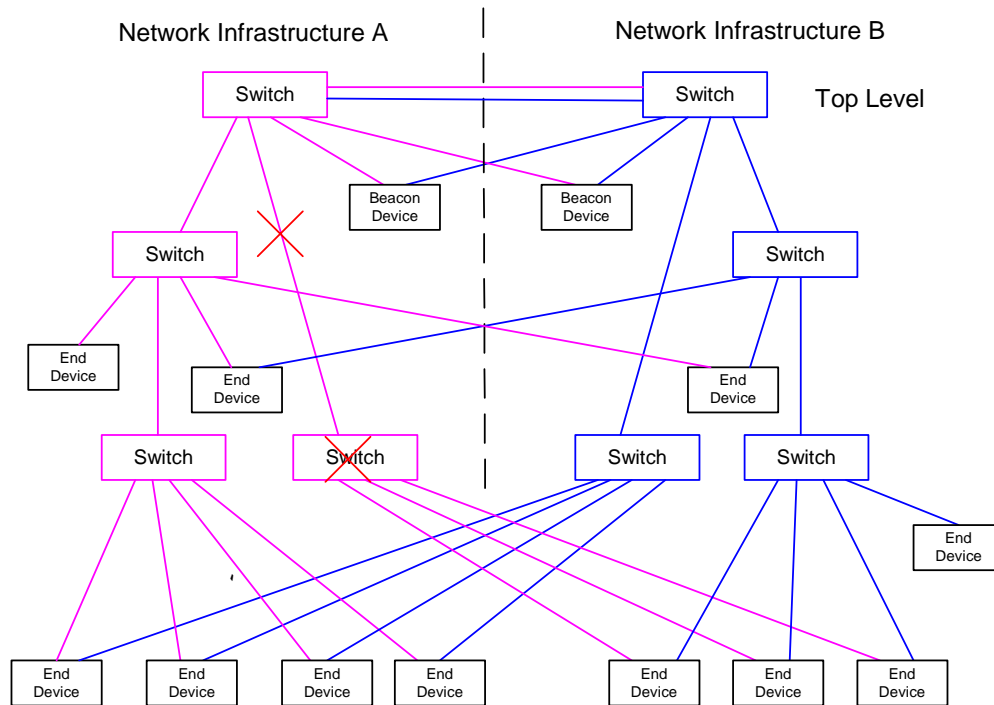 Network Infrastructure A
Network Infrastructure B
Switch
Switch
Top Level
Beacon
Device
Beacon
Device
Switch
Switch
End
Device
End
Device
End
Device
Switch
Switch
Switch
Switch
End
Device
End
Device
End
Device
End
Device
End
Device
End
Device
End
Device
End
Device